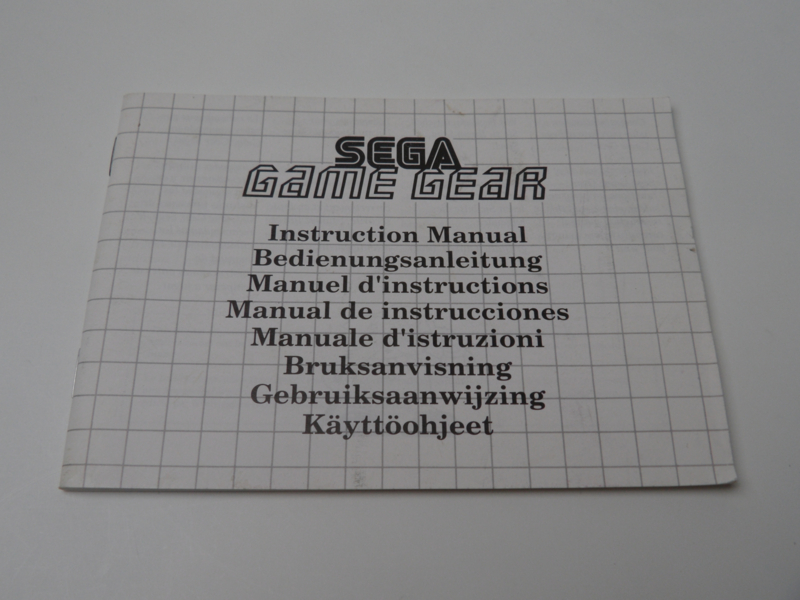 SEGA
GAME GEAR
Instruction Manual
Bedienungsanleitung
Manuel d'instructions
Manual de instrucciones
Manuale d'istruzioni
Bruksanvisning
Gebruiksaanwijzing
Käyttöohjeet